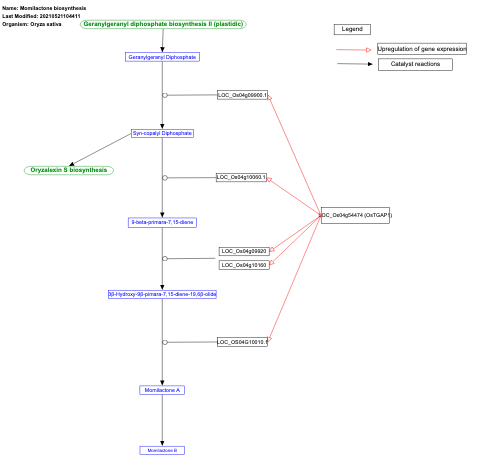 Name: Momilactone biosynthesis
Last Modified: 20210521104411
Organism: Oryza sativa
Geranylgeranyl diphosphate biosynthesis II (plastidic)
Legend
Upregulation of gene expression
Catalyst reactions
Geranylgeranyl Diphosphate
LOC_Os04g09900.1
Syn-copalyl Diphosphate
Oryzalexin S biosynthesis
LOC_Os04g10060.1
LOC_Os04g54474 (OsTGAP1)
9-beta-primara-7,15-diene
LOC_Os04g09920
LOC_Os04g10160
3β-Hydroxy-9β-pimara-7,15-diene-19,6β-olide
LOC_OS04G10010.1
Momilactone A
Momilactone B